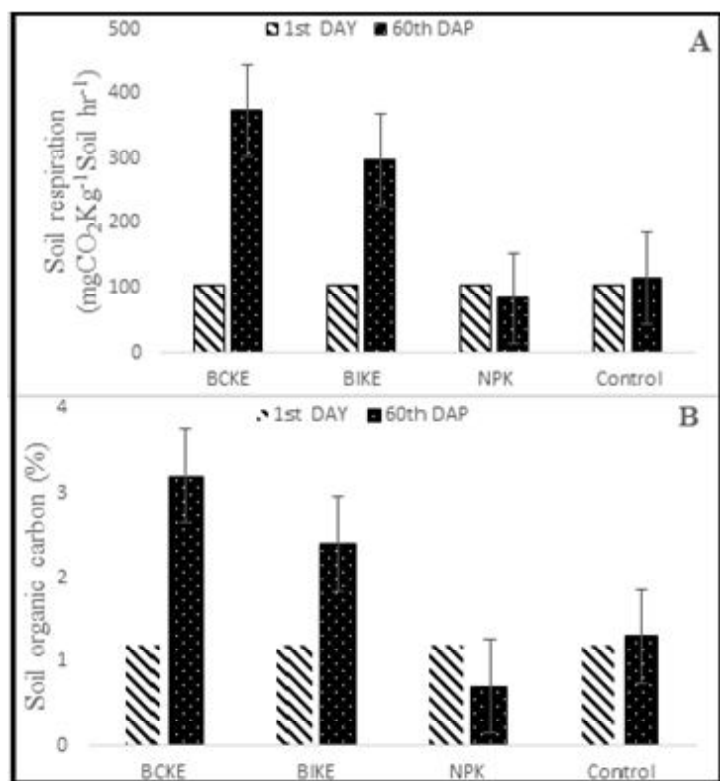 1st DAY 60th DAP
A
500
400
300
200
100
0
Soil respiration
(mgCO₂Kg⁻¹Soil hr⁻¹)
BCKE BIKE NPK Control
1st DAY 60th DAP
B
4
3
2
1
0
Soil organic carbon (%)
BCKE BIKE NPK Control